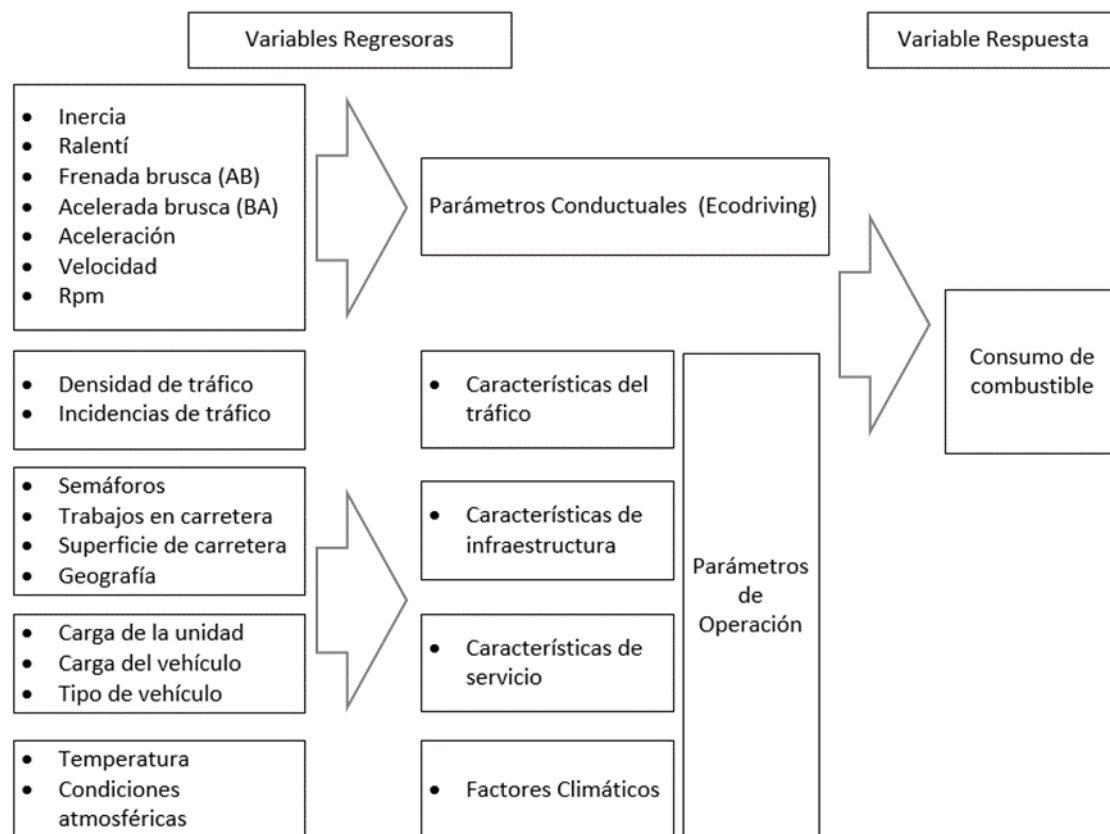 Variables Regresoras
Variable Respuesta
• Inercia
• Ralentí
• Frenada brusca (AB)
• Acelerada brusca (BA)
• Aceleración
• Velocidad
• Rpm
Parámetros Conductuales (Ecodriving)
Consumo de
combustible
• Densidad de tráfico
• Incidencias de tráfico
• Características del
tráfico
• Semáforos
• Trabajos en carretera
• Superficie de carretera
• Geografía
• Características de
infraestructura
Parámetros
de
Operación
• Carga de la unidad
• Carga del vehículo
• Tipo de vehículo
• Características de
servicio
• Temperatura
• Condiciones
atmosféricas
• Factores Climáticos